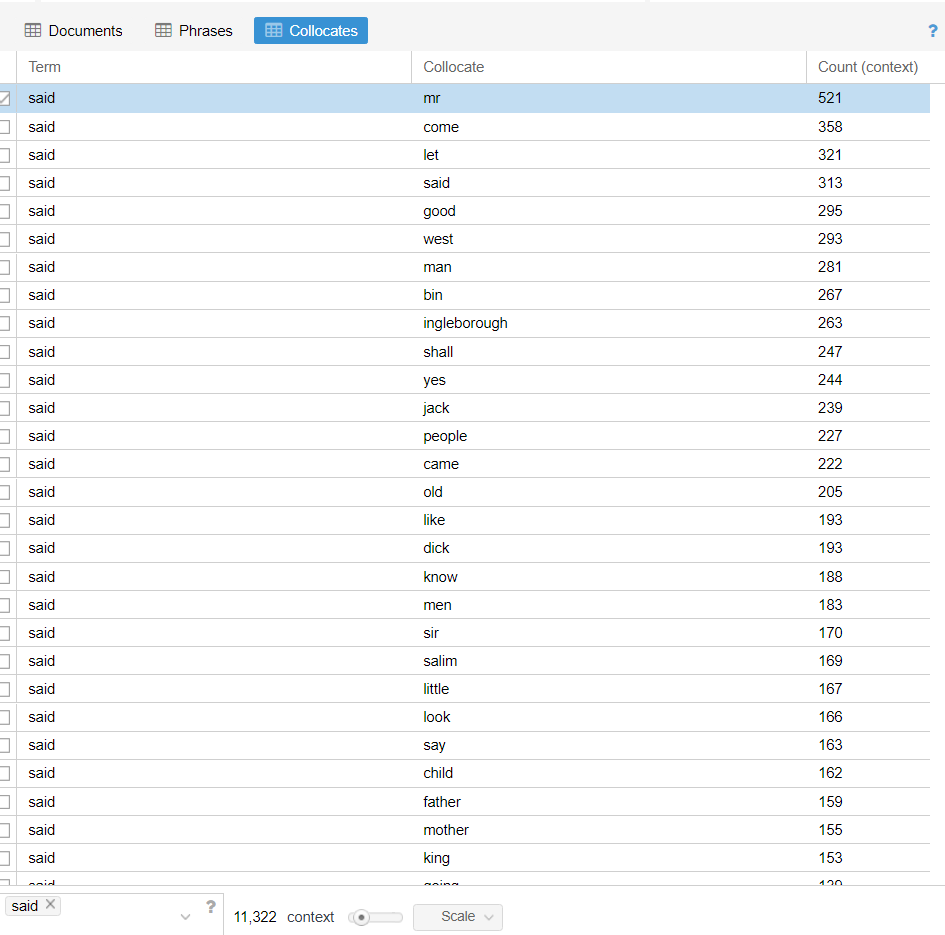 Documents Phrases Collocates ?
Term Collocate Count (context)
said mr 521
said come 358
said let 321
said said 313
said good 295
said west 293
said man 281
said bin 267
said ingleborough 263
said shall 247
said yes 244
said jack 239
said people 227
said came 222
said old 205
said like 193
said dick 193
said know 188
said men 183
said sir 170
said salim 169
said little 167
said look 166
said say 163
said child 162
said father 159
said mother 155
said king 153
said going 139
said ? 11,322 context Scale